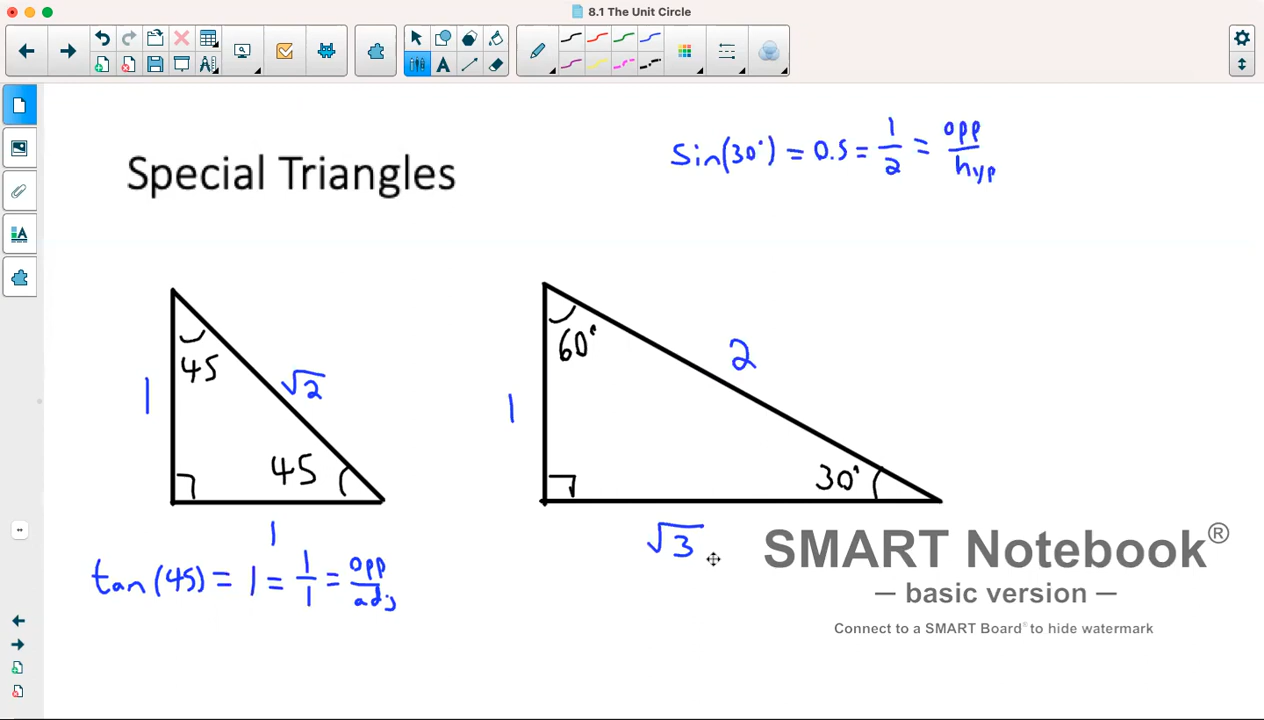 8.1 The Unit Circle
A
A
Special Triangles
sin(30°) = 0.5 = 1/2 = opp/hyp
45
45
1
√2
1
tan(45) = 1 = 1/1 = opp/adj
60°
30°
1
2
√3
SMART Notebook®
— basic version —
Connect to a SMART Board® to hide watermark